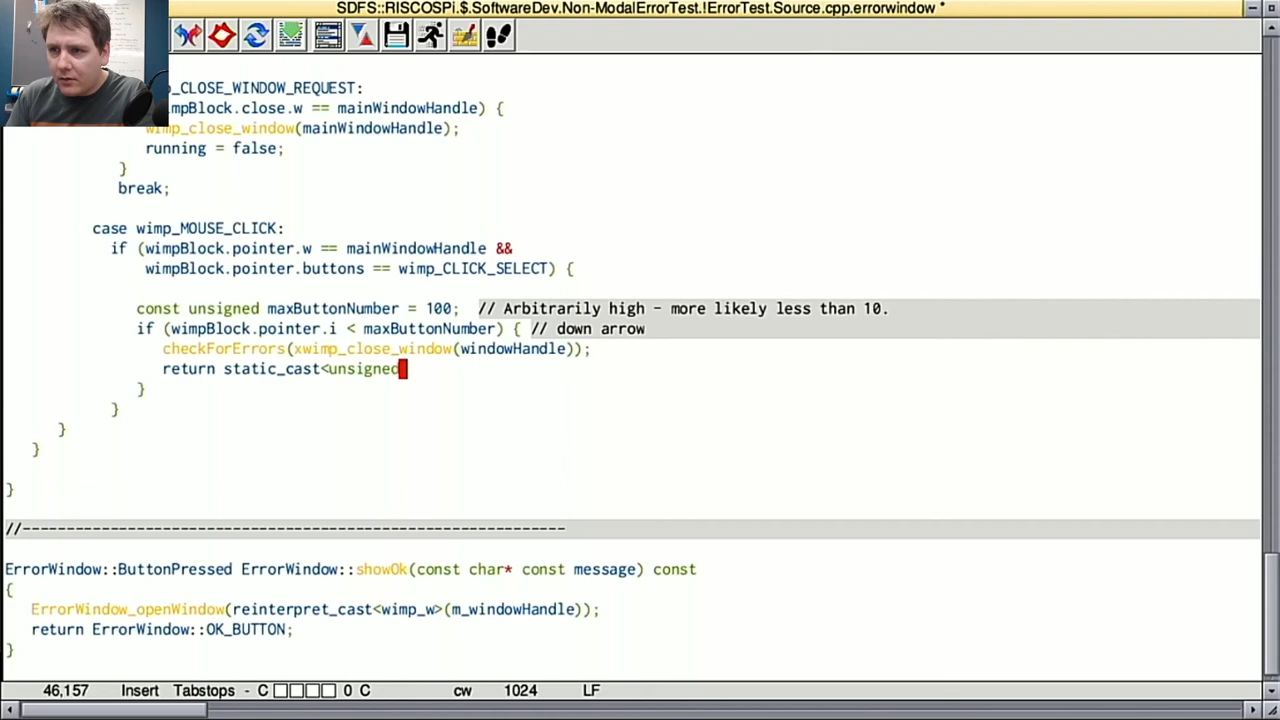 SDFS::RISCOSPi.$.SoftwareDev.Non-ModalErrorTest.!ErrorTest.Source.cpp.errorwindow *
p_CLOSE_WINDOW_REQUEST:
impBlock.close.w == mainWindowHandle) {
wimp_close_window(mainWindowHandle);
running = false;
}
break;
case wimp_MOUSE_CLICK:
if (wimpBlock.pointer.w == mainWindowHandle &&
wimpBlock.pointer.buttons == wimp_CLICK_SELECT) {
const unsigned maxButtonNumber = 100; // Arbitrarily high - more likely less than 10.
if (wimpBlock.pointer.i < maxButtonNumber) { // down arrow
checkForErrors(xwimp_close_window(windowHandle));
return static_cast<unsigned
}
}
}
}
}
//--------------------------------------------------------------
ErrorWindow::ButtonPressed ErrorWindow::showOk(const char* const message) const
{
ErrorWindow_openWindow(reinterpret_cast<wimp_w>(m_windowHandle));
return ErrorWindow::OK_BUTTON;
}
46,157 Insert Tabstops - C 0 C cw 1024 LF